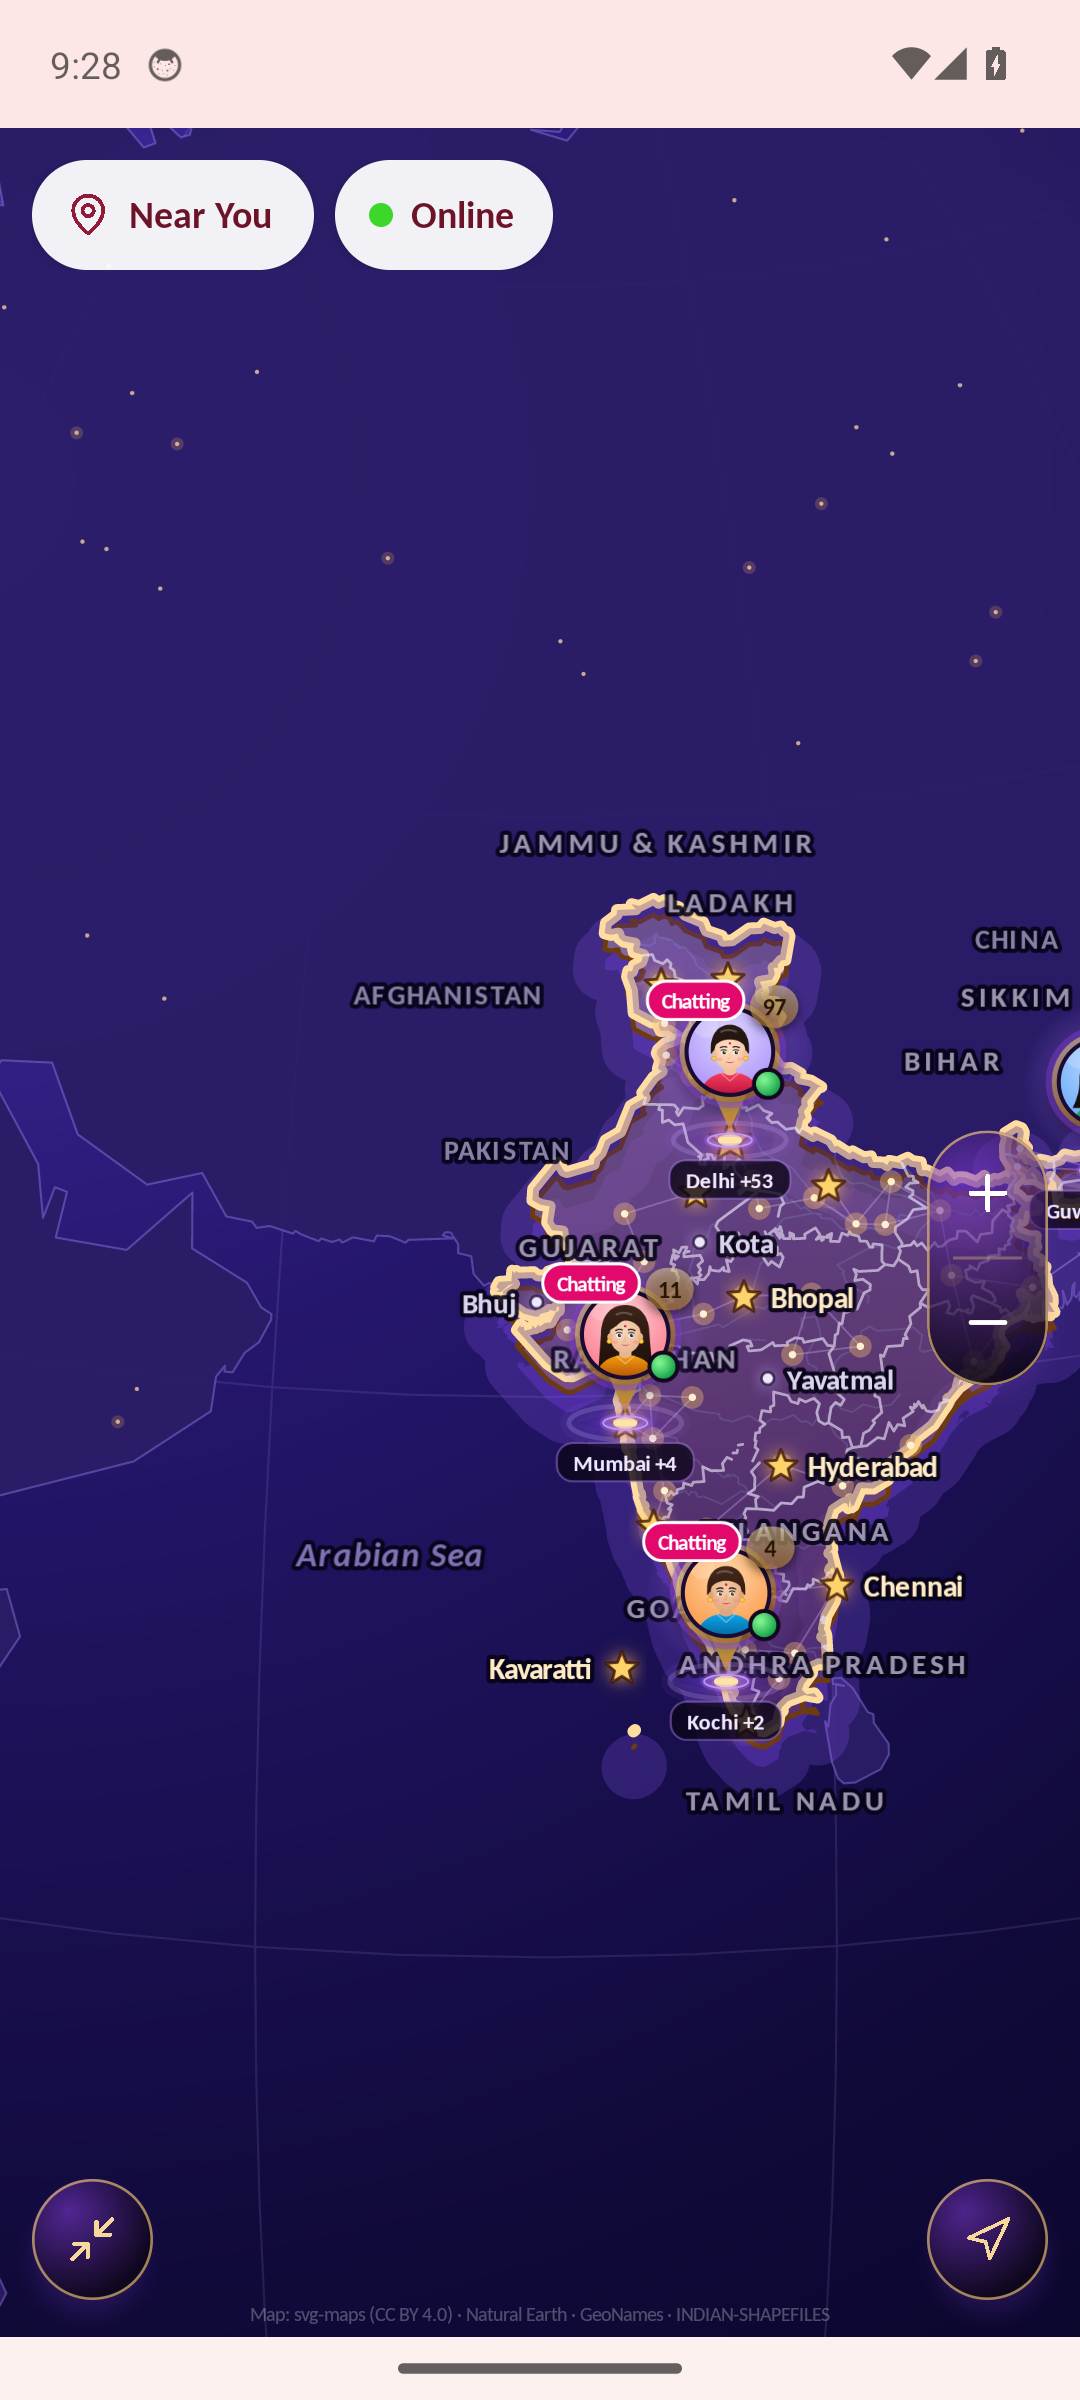 9:28
Near You
Online
JAMMU & KASHMIR
LADAKH
CHINA
AFGHANISTAN
SIKKIM
Chatting
97
BIHAR
PAKISTAN
Delhi +53
GUJARAT
Kota
Chatting
11
Bhuj
Bhopal
Yavatmal
Mumbai +4
Hyderabad
Chatting
4
Arabian Sea
Chennai
Kavaratti
ANDHRA PRADESH
Kochi +2
TAMIL NADU
Map: svg-maps (CC BY 4.0) · Natural Earth · GeoNames · INDIAN-SHAPEFILES